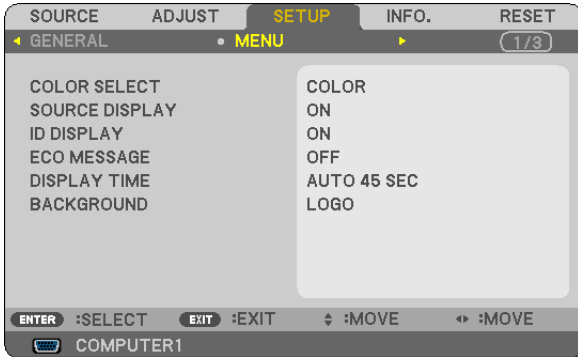 SOURCE ADJUST SETUP INFO. RESET
GENERAL • MENU 1/3
COLOR SELECT COLOR
SOURCE DISPLAY ON
ID DISPLAY ON
ECO MESSAGE OFF
DISPLAY TIME AUTO 45 SEC
BACKGROUND LOGO
ENTER :SELECT EXIT :EXIT :MOVE :MOVE
COMPUTER1